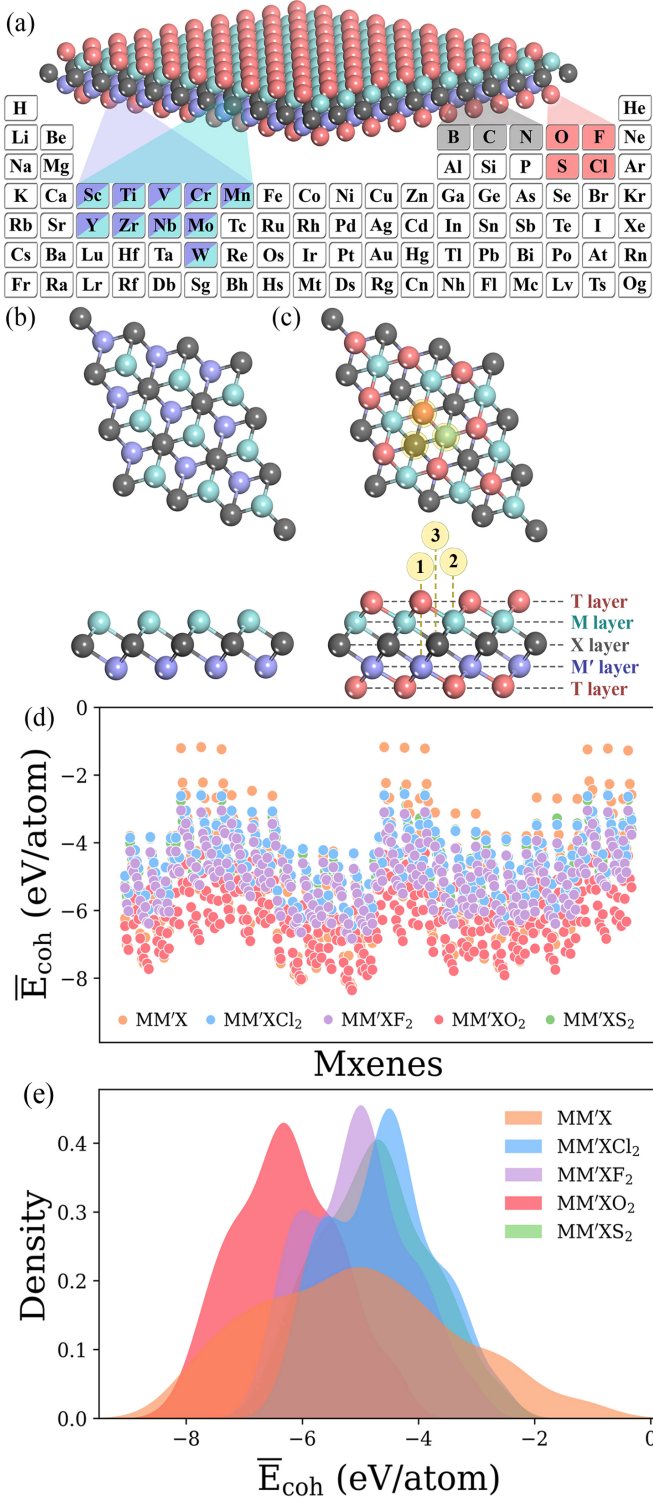 (a)
H He
Li Be B C N O F Ne
Na Mg Al Si P S Cl Ar
K Ca Sc Ti V Cr Mn Fe Co Ni Cu Zn Ga Ge As Se Br Kr
Rb Sr Y Zr Nb Mo Tc Ru Rh Pd Ag Cd In Sn Sb Te I Xe
Cs Ba Lu Hf Ta W Re Os Ir Pt Au Hg Tl Pb Bi Po At Rn
Fr Ra Lr Rf Db Sg Bh Hs Mt Ds Rg Cn Nh Fl Mc Lv Ts Og
(b) (c)
3
1 2
T layer
M layer
X layer
M′ layer
T layer
(d)
0
−2
−4
−6
−8
E̅coh (eV/atom)
MM′X MM′XCl₂ MM′XF₂ MM′XO₂ MM′XS₂
Mxenes
(e)
MM′X
MM′XCl₂
MM′XF₂
MM′XO₂
MM′XS₂
0.4
0.3
0.2
0.1
0.0
Density
−8 −6 −4 −2 0
E̅coh (eV/atom)